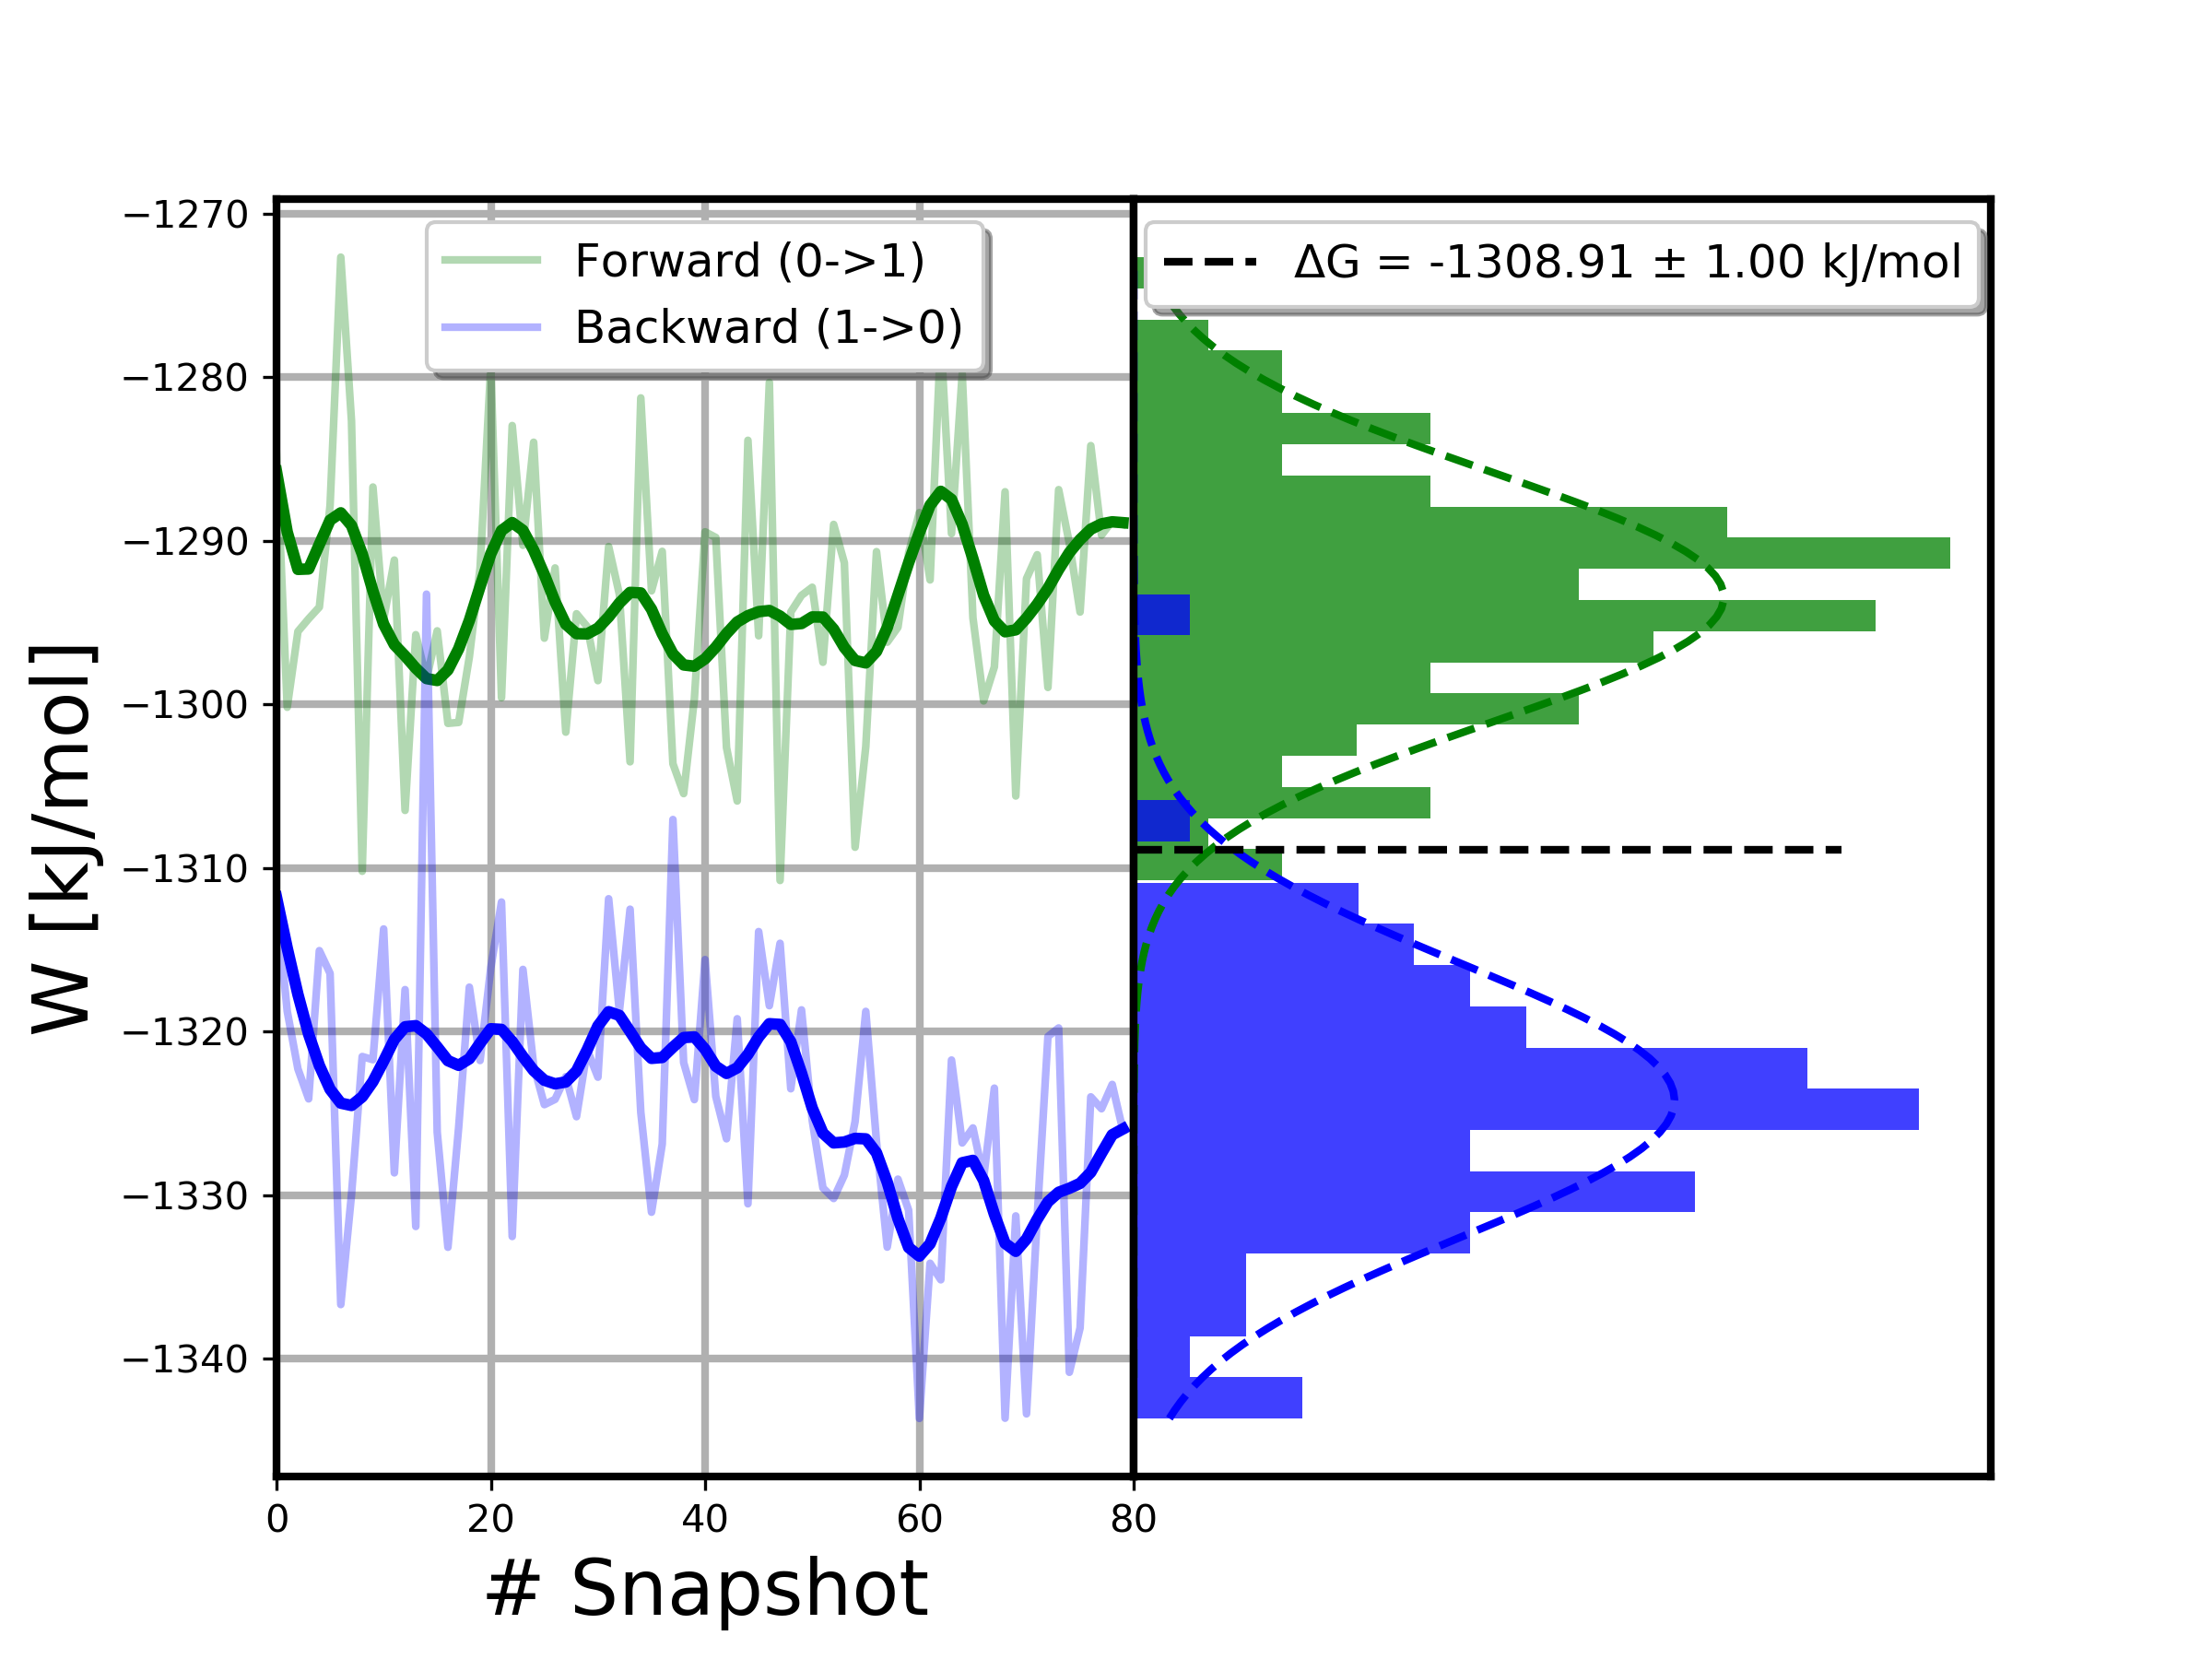 Forward (0->1)
Backward (1->0)
ΔG = -1308.91 ± 1.00 kJ/mol
W [kJ/mol]
−1270
−1280
−1290
−1300
−1310
−1320
−1330
−1340
0 20 40 60 80
# Snapshot